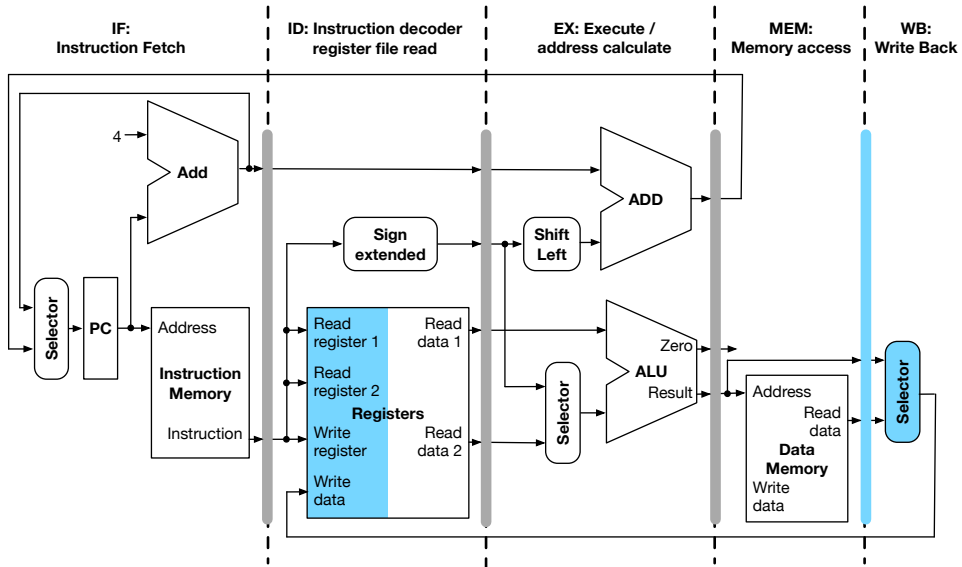 IF:
Instruction Fetch
ID: Instruction decoder
register file read
EX: Execute /
address calculate
MEM:
Memory access
WB:
Write Back
4
Add
ADD
Sign
extended
Shift
Left
Selector
PC
Address
Instruction
Memory
Instruction
Read
register 1
Read
register 2
Registers
Write
register
Write
data
Read
data 1
Read
data 2
Selector
Zero
ALU
Result
Address
Read
data
Data
Memory
Write
data
Selector